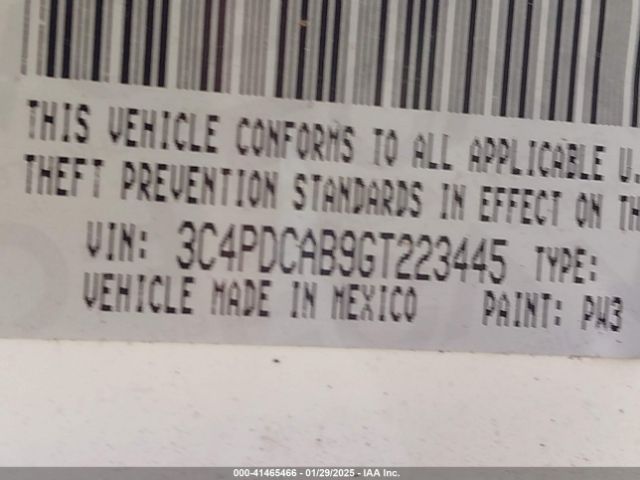 THIS VEHICLE CONFORMS TO ALL APPLICABLE U.
THEFT PREVENTION STANDARDS IN EFFECT ON TH
VIN: 3C4PDCAB9GT223445 TYPE:
VEHICLE MADE IN MEXICO PAINT: PW3
000-41465466 - 01/29/2025 - IAA Inc.